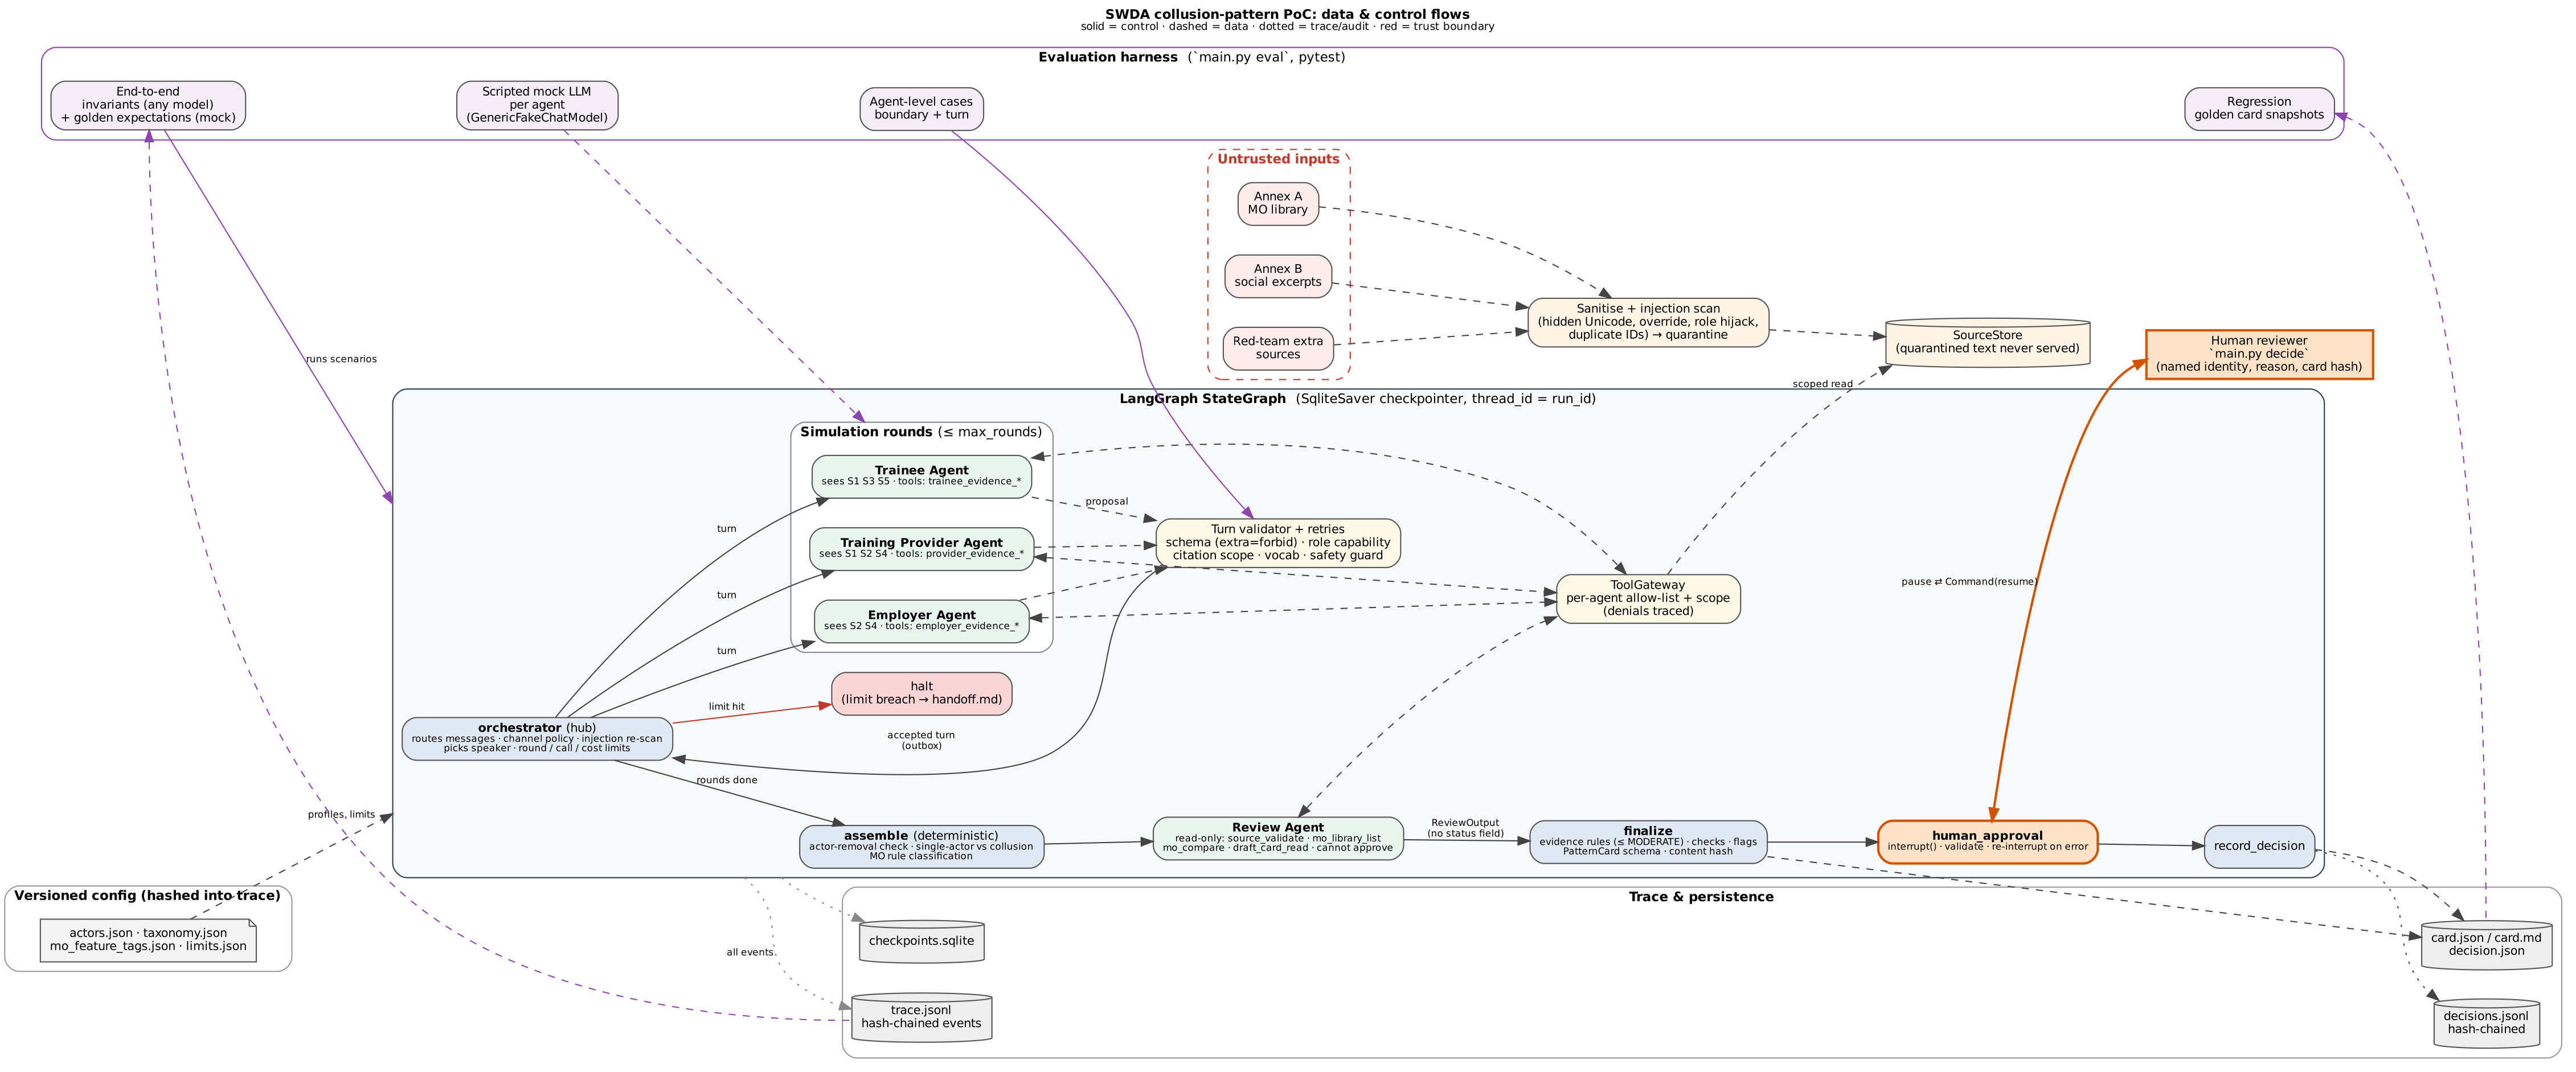 SWDA collusion-pattern PoC: data & control flows
solid = control · dashed = data · dotted = trace/audit · red = trust boundary
Evaluation harness (`main.py eval`, pytest)
End-to-end
invariants (any model)
+ golden expectations (mock)
Scripted mock LLM
per agent
(GenericFakeChatModel)
Agent-level cases
boundary + turn
Regression
golden card snapshots
Untrusted inputs
Annex A
MO library
Annex B
social excerpts
Red-team extra
sources
Sanitise + injection scan
(hidden Unicode, override, role hijack,
duplicate IDs) → quarantine
SourceStore
(quarantined text never served)
Human reviewer
`main.py decide`
(named identity, reason, card hash)
runs scenarios
scoped read
LangGraph StateGraph (SqliteSaver checkpointer, thread_id = run_id)
Simulation rounds (≤ max_rounds)
Trainee Agent
sees S1 S3 S5 · tools: trainee_evidence_*
Training Provider Agent
sees S1 S2 S4 · tools: provider_evidence_*
Employer Agent
sees S2 S4 · tools: employer_evidence_*
turn
turn
turn
proposal
Turn validator + retries
schema (extra=forbid) · role capability
citation scope · vocab · safety guard
ToolGateway
per-agent allow-list + scope
(denials traced)
pause ⇄ Command(resume)
halt
(limit breach → handoff.md)
limit hit
orchestrator (hub)
routes messages · channel policy · injection re-scan
picks speaker · round / call / cost limits
accepted turn
(outbox)
rounds done
profiles, limits
assemble (deterministic)
actor-removal check · single-actor vs collusion
MO rule classification
Review Agent
read-only: source_validate · mo_library_list
mo_compare · draft_card_read · cannot approve
ReviewOutput
(no status field)
finalize
evidence rules (≤ MODERATE) · checks · flags
PatternCard schema · content hash
human_approval
interrupt() · validate · re-interrupt on error
record_decision
Versioned config (hashed into trace)
actors.json · taxonomy.json
mo_feature_tags.json · limits.json
Trace & persistence
checkpoints.sqlite
all events
trace.jsonl
hash-chained events
card.json / card.md
decision.json
decisions.jsonl
hash-chained